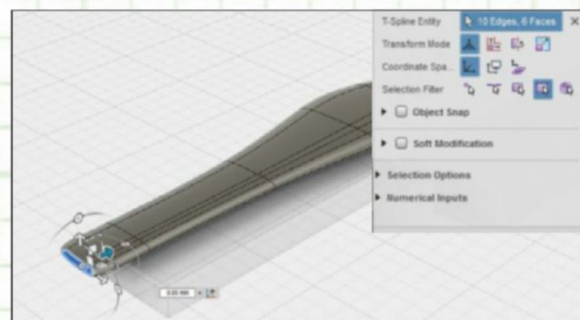 T-Spline Entity
10 Edges, 6 Faces
Transform Mode
Coordinate Spa...
Selection Filter
Object Snap
Soft Modification
Selection Options
Numerical Inputs